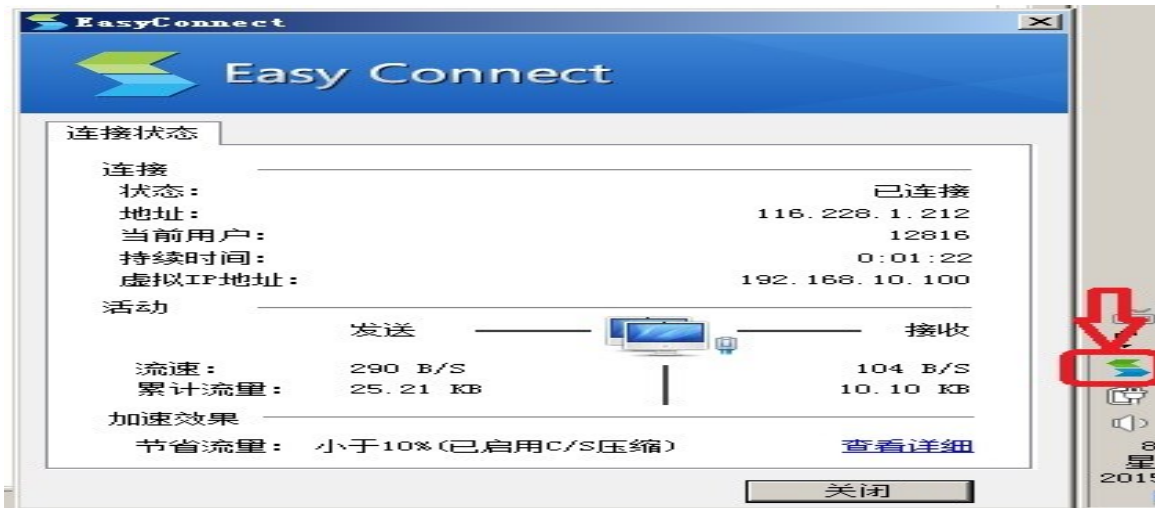 EasyConnect
Easy Connect
连接状态
连接
状态： 已连接
地址： 116.228.1.212
当前用户： 12816
持续时间： 0:01:22
虚拟IP地址： 192.168.10.100
活动
发送 接收
流速： 290 B/S 104 B/S
累计流量： 25.21 KB 10.10 KB
加速效果
节省流量： 小于10%(已启用C/S压缩) 查看详细
关闭
8
星
2015